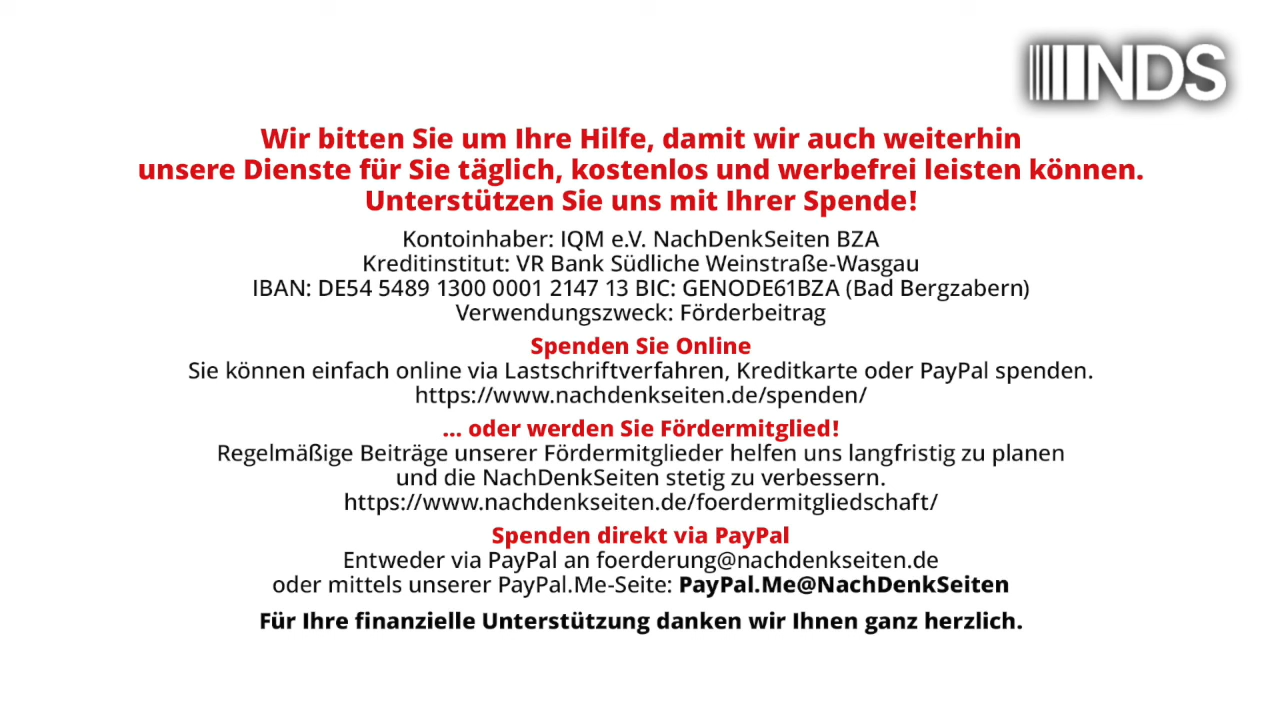 NDS
Wir bitten Sie um Ihre Hilfe, damit wir auch weiterhin
unsere Dienste für Sie täglich, kostenlos und werbefrei leisten können.
Unterstützen Sie uns mit Ihrer Spende!
Kontoinhaber: IQM e.V. NachDenkSeiten BZA
Kreditinstitut: VR Bank Südliche Weinstraße-Wasgau
IBAN: DE54 5489 1300 0001 2147 13 BIC: GENODE61BZA (Bad Bergzabern)
Verwendungszweck: Förderbeitrag
Spenden Sie Online
Sie können einfach online via Lastschriftverfahren, Kreditkarte oder PayPal spenden.
https://www.nachdenkseiten.de/spenden/
... oder werden Sie Fördermitglied!
Regelmäßige Beiträge unserer Fördermitglieder helfen uns langfristig zu planen
und die NachDenkSeiten stetig zu verbessern.
https://www.nachdenkseiten.de/foerdermitgliedschaft/
Spenden direkt via PayPal
Entweder via PayPal an foerderung@nachdenkseiten.de
oder mittels unserer PayPal.Me-Seite: PayPal.Me@NachDenkSeiten
Für Ihre finanzielle Unterstützung danken wir Ihnen ganz herzlich.